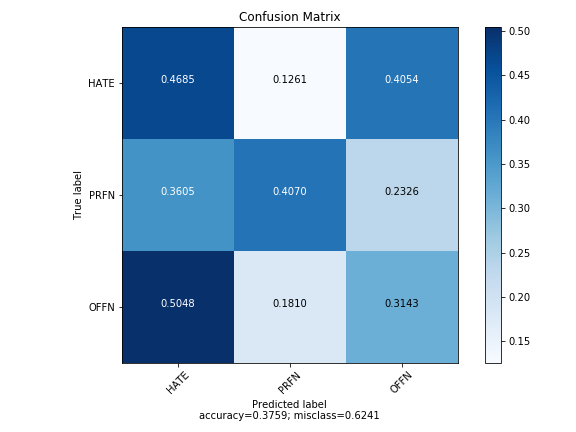 Confusion Matrix
True label
HATE
0.4685 0.1261 0.4054
PRFN
0.3605 0.4070 0.2326
OFFN
0.5048 0.1810 0.3143
HATE PRFN OFFN
Predicted label
accuracy=0.3759; misclass=0.6241
0.50
0.45
0.40
0.35
0.30
0.25
0.20
0.15